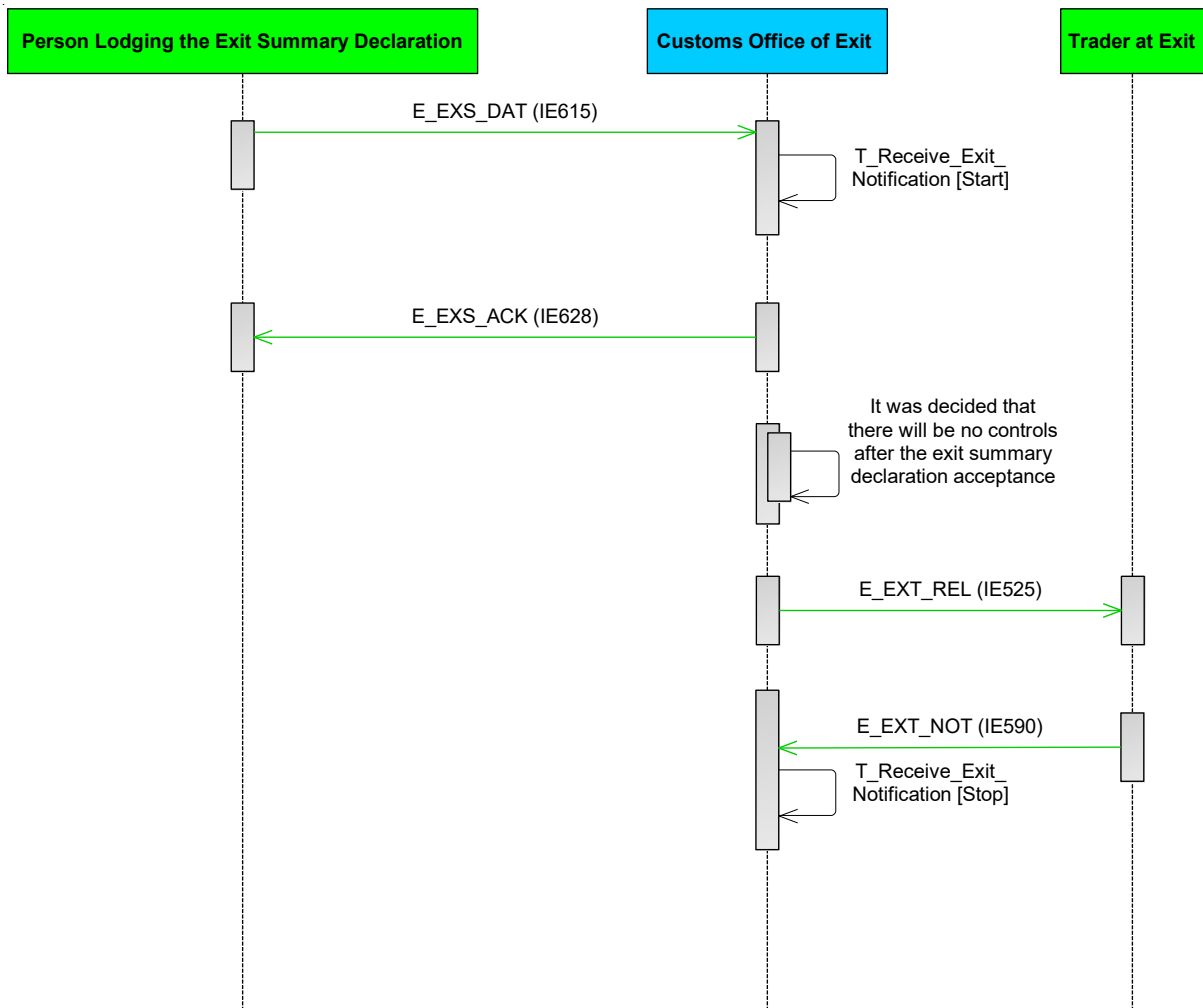 Person Lodging the Exit Summary Declaration
Customs Office of Exit
Trader at Exit
E_EXS_DAT (IE615)
T_Receive_Exit_
Notification [Start]
E_EXS_ACK (IE628)
It was decided that
there will be no controls
after the exit summary
declaration acceptance
E_EXT_REL (IE525)
E_EXT_NOT (IE590)
T_Receive_Exit_
Notification [Stop]